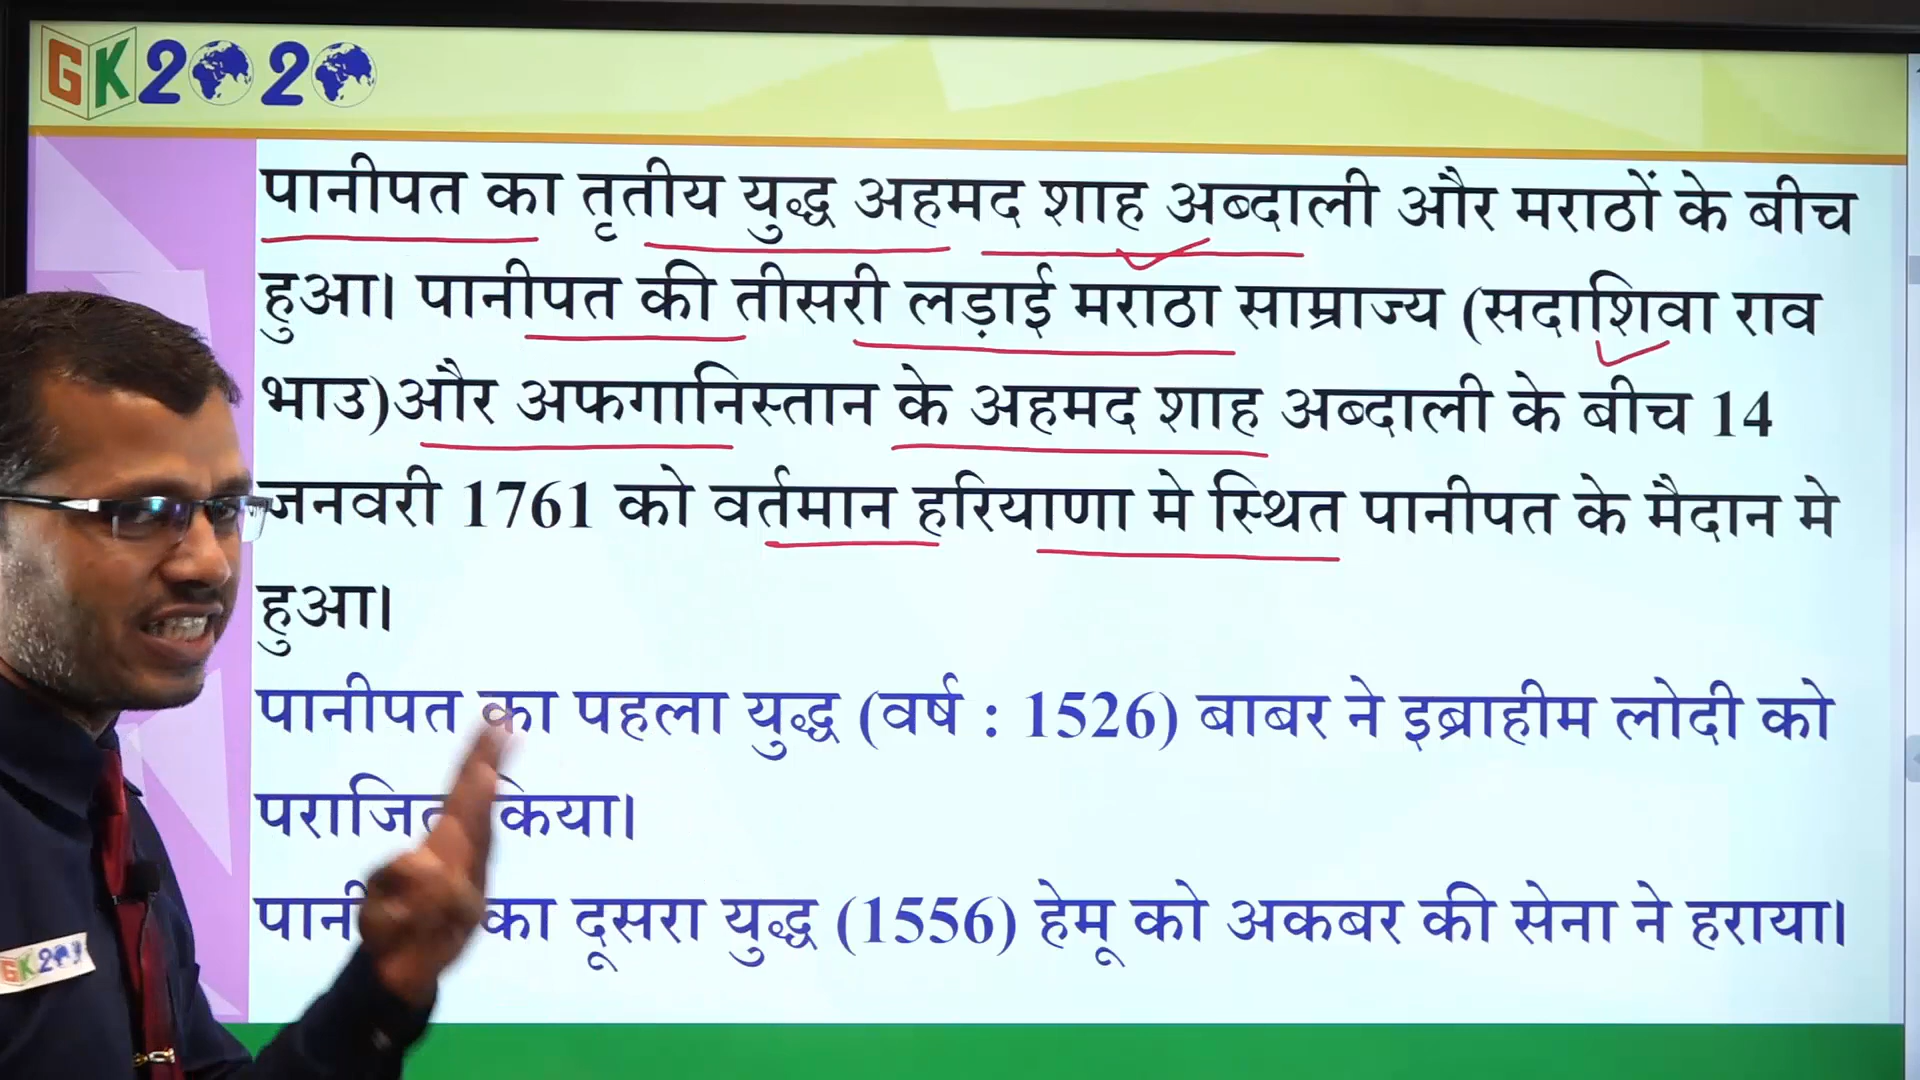 GK2020
पानीपत का तृतीय युद्ध अहमद शाह अब्दाली और मराठों के बीच
हुआ। पानीपत की तीसरी लड़ाई मराठा साम्राज्य (सदाशिवा राव
भाउ)और अफगानिस्तान के अहमद शाह अब्दाली के बीच 14
जनवरी 1761 को वर्तमान हरियाणा मे स्थित पानीपत के मैदान मे
हुआ।
पानीपत का पहला युद्ध (वर्ष : 1526) बाबर ने इब्राहीम लोदी को
किया।
का दूसरा युद्ध (1556) हेमू को अकबर की सेना ने हराया।
GK2020